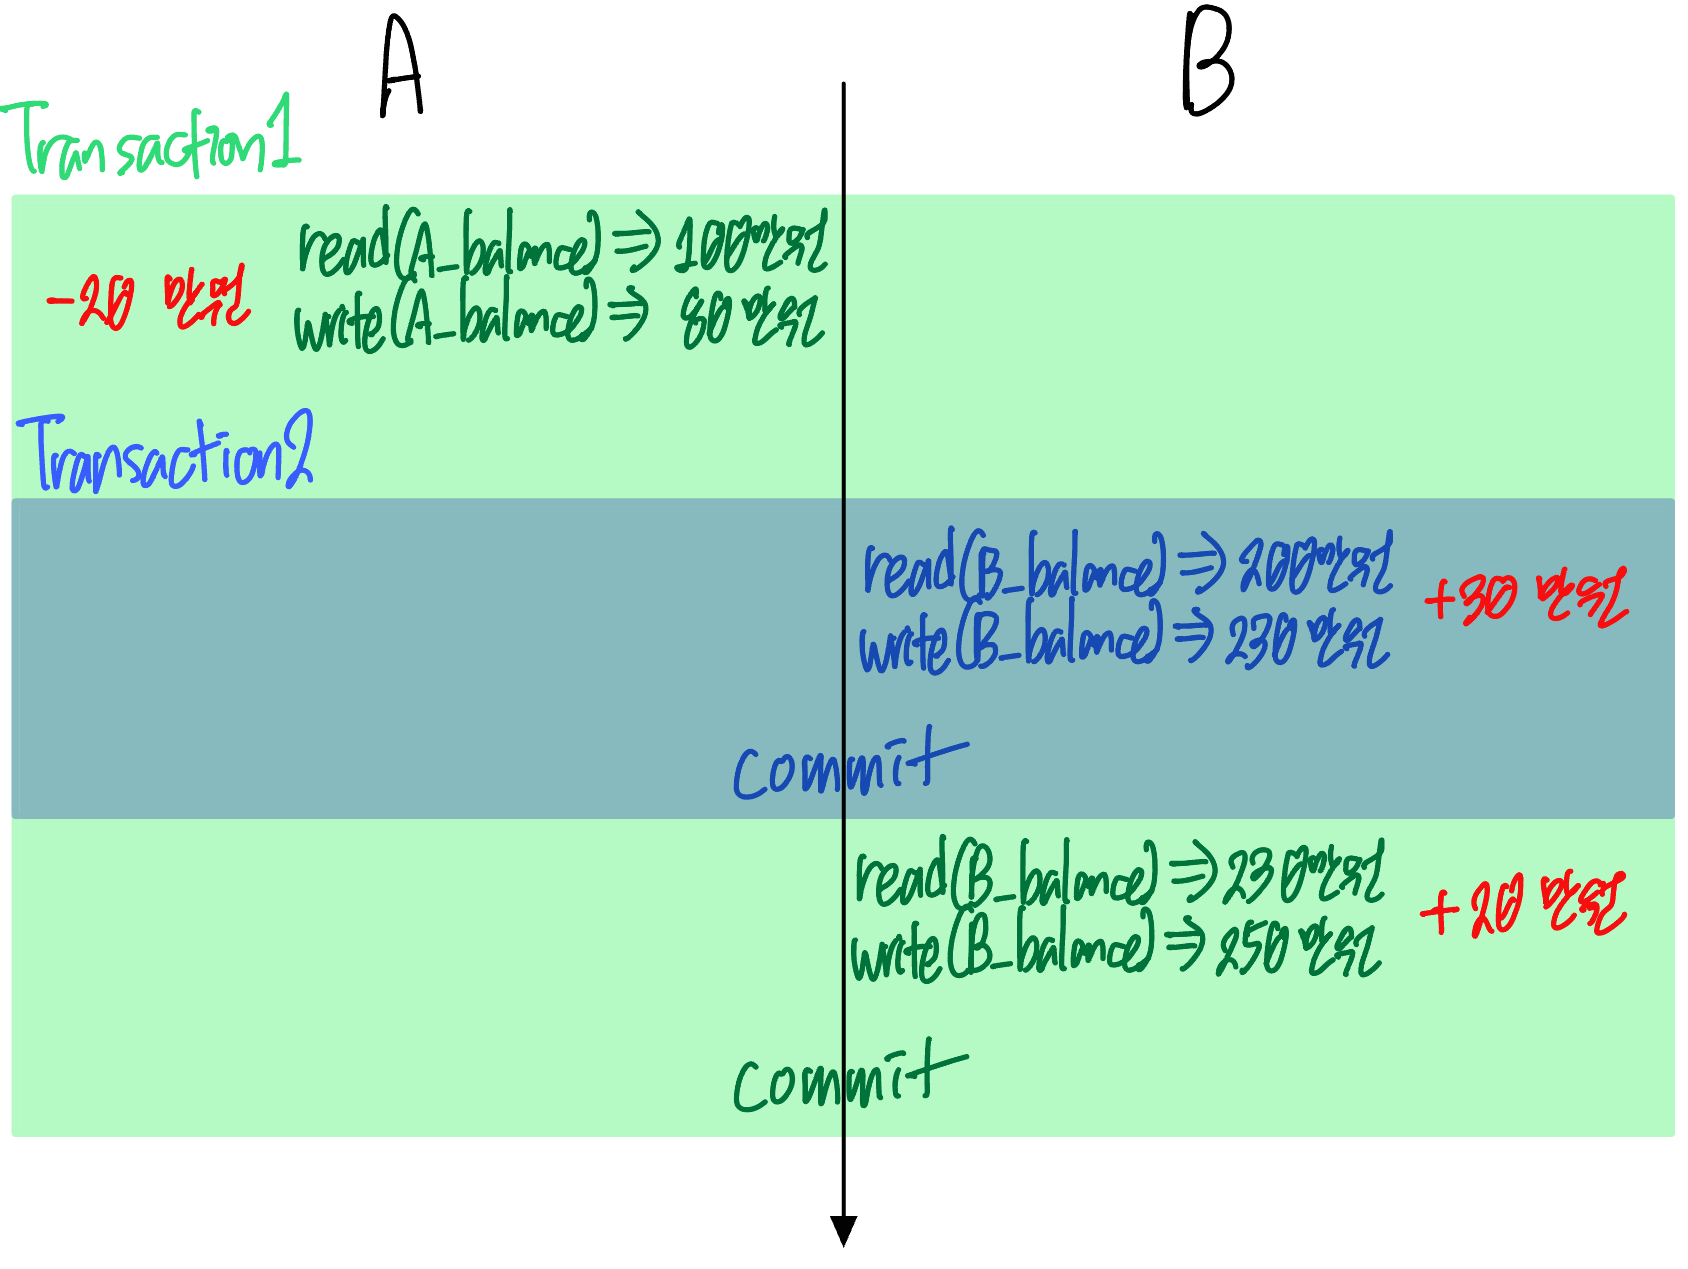 A
B
Transaction1
read(A_balance) ⇒ 100만원
-20 만원
write(A_balance) ⇒ 80만원
Transaction2
read(B_balance) ⇒ 200만원
+30 만원
write(B_balance) ⇒ 230만원
commit
read(B_balance) ⇒ 230만원
+20 만원
write(B_balance) ⇒ 250만원
commit